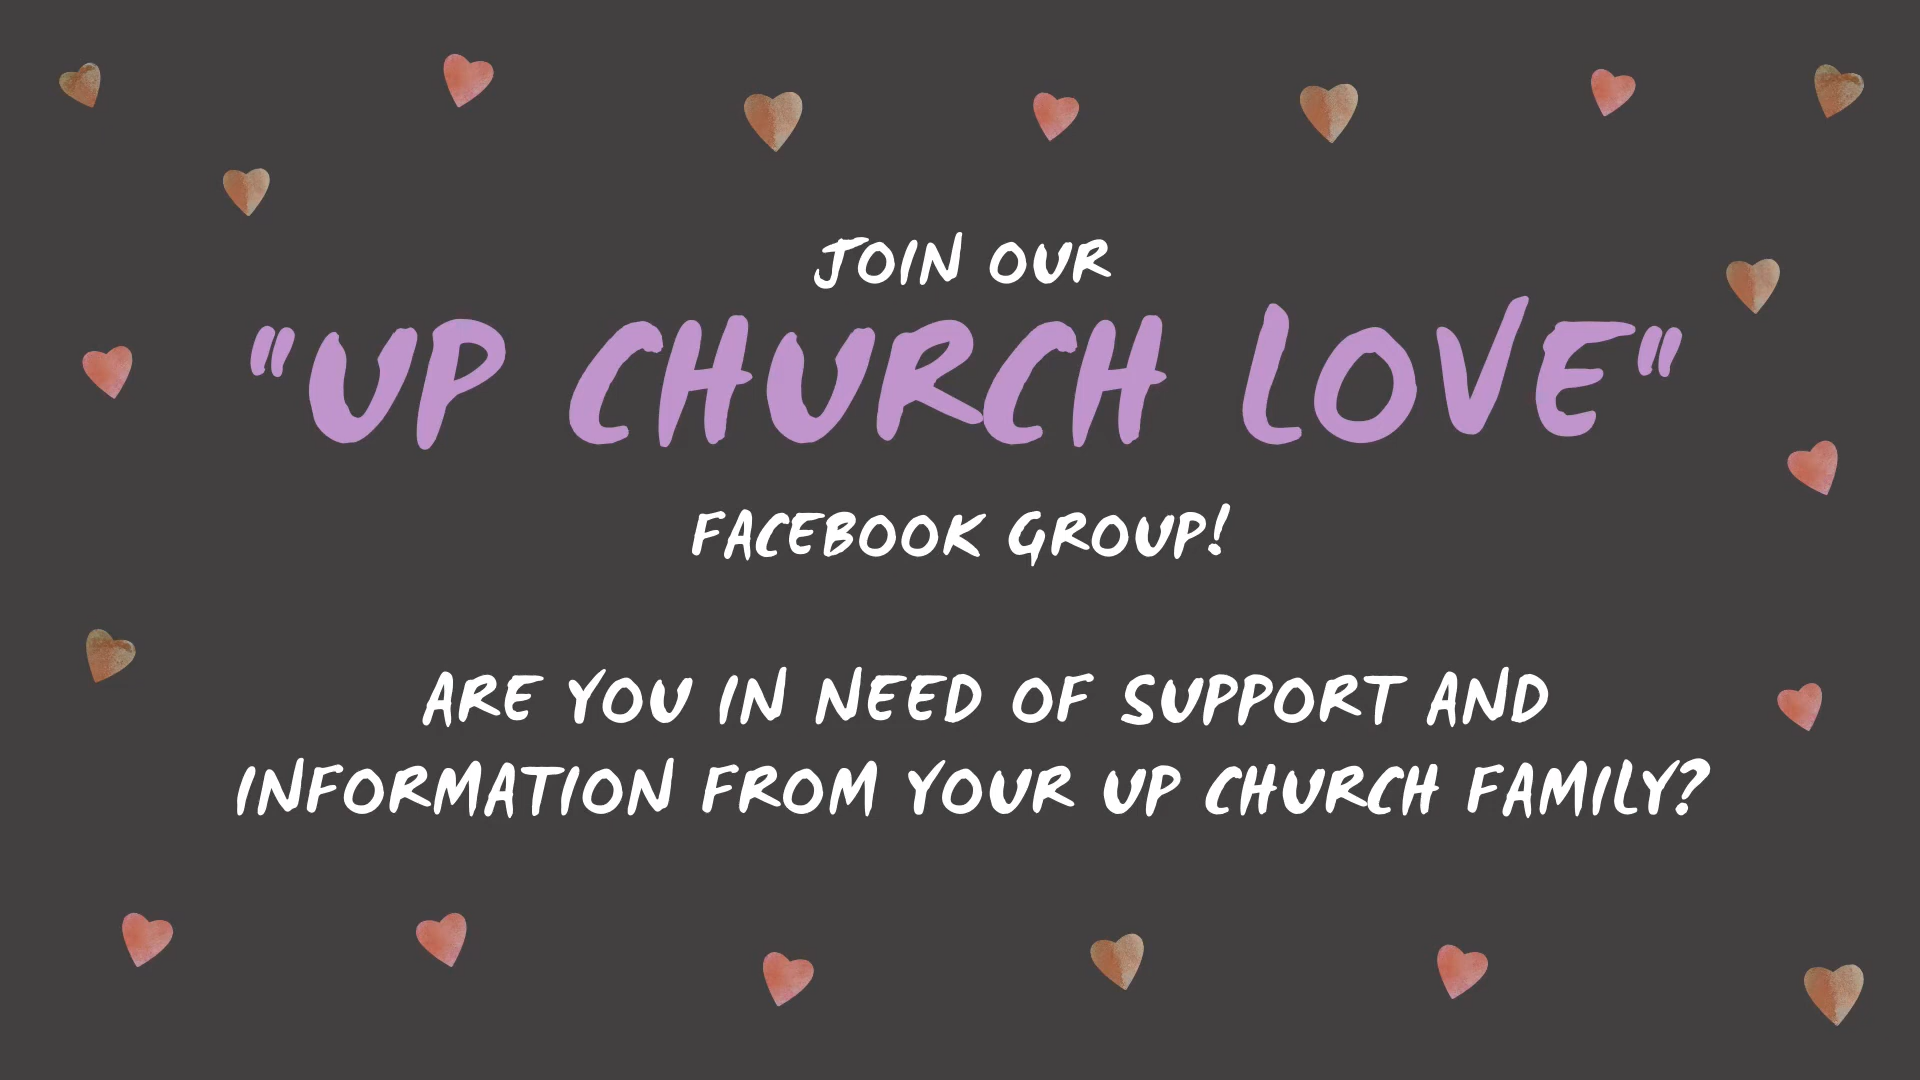 JOIN OUR
"UP CHURCH LOVE"
FACEBOOK GROUP!
ARE YOU IN NEED OF SUPPORT AND
INFORMATION FROM YOUR UP CHURCH FAMILY?